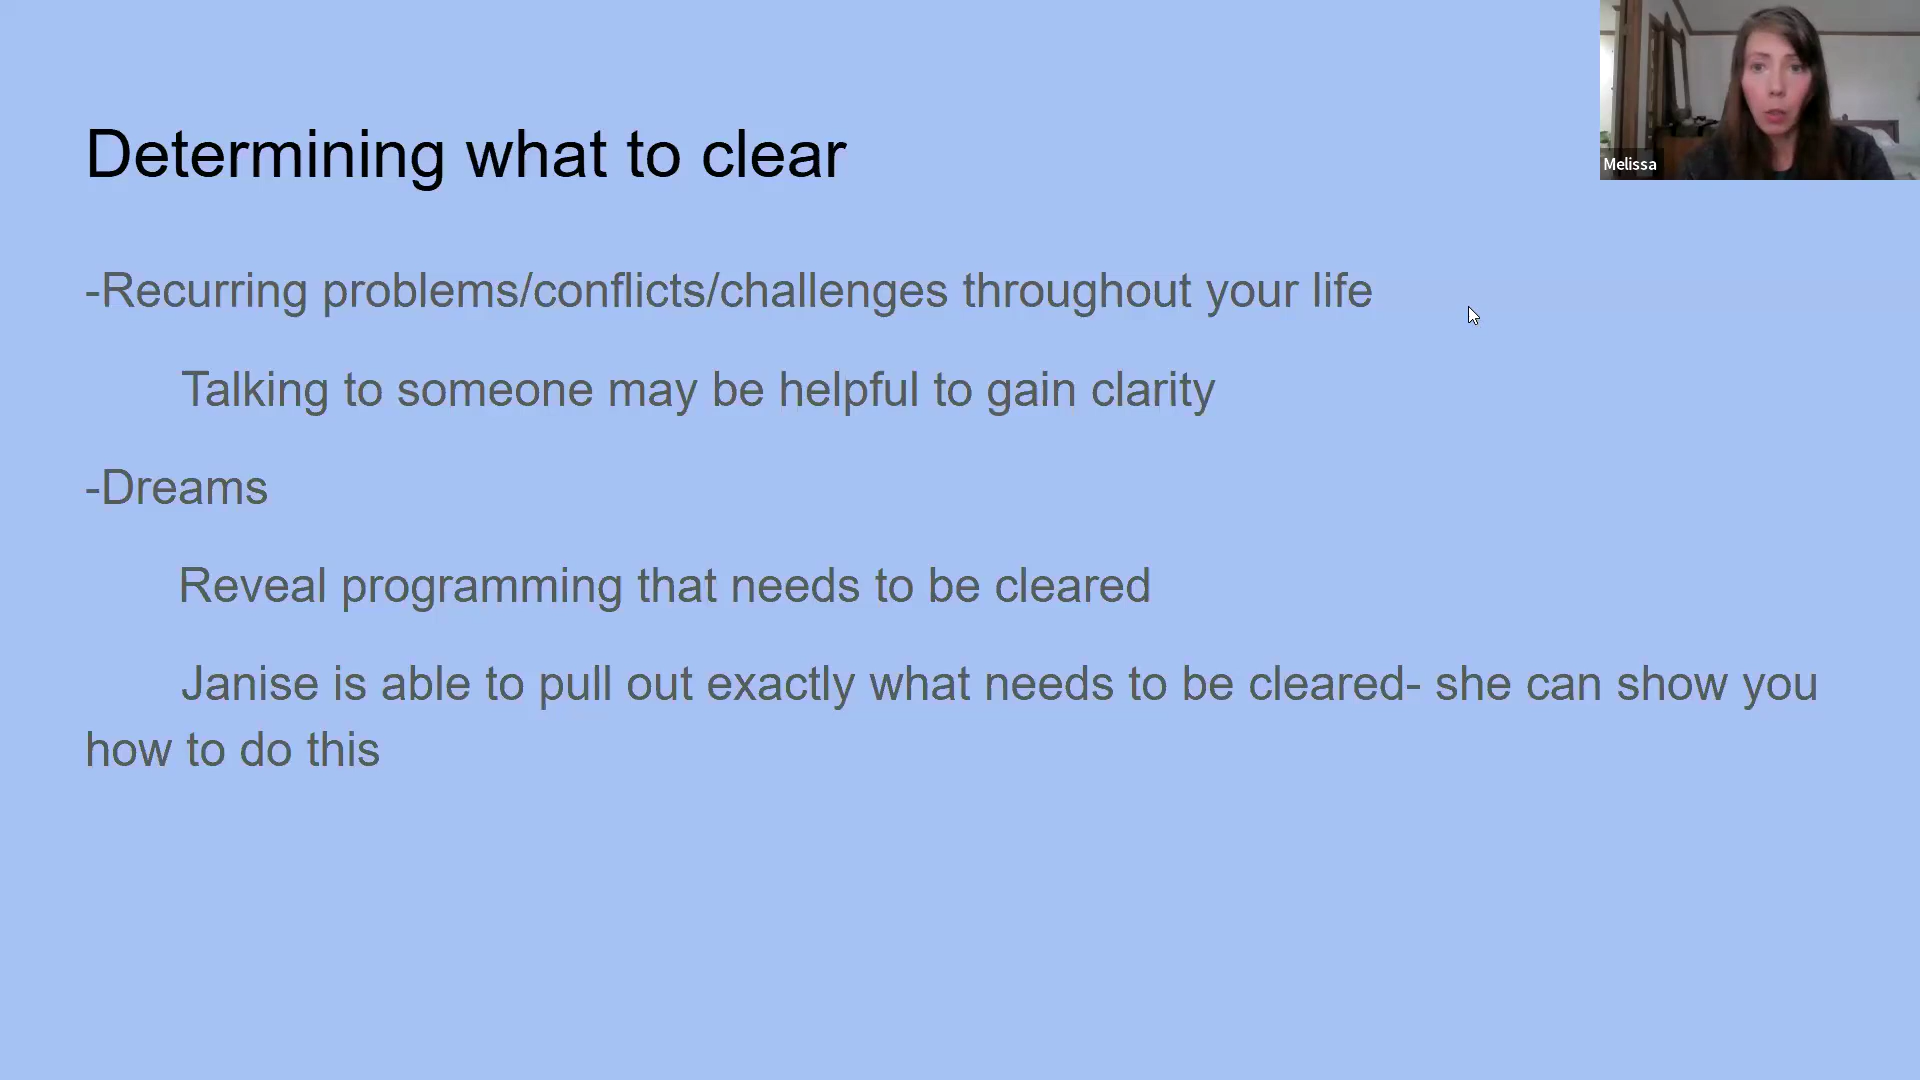 Determining what to clear
Melissa
-Recurring problems/conflicts/challenges throughout your life
Talking to someone may be helpful to gain clarity
-Dreams
Reveal programming that needs to be cleared
Janise is able to pull out exactly what needs to be cleared- she can show you
how to do this